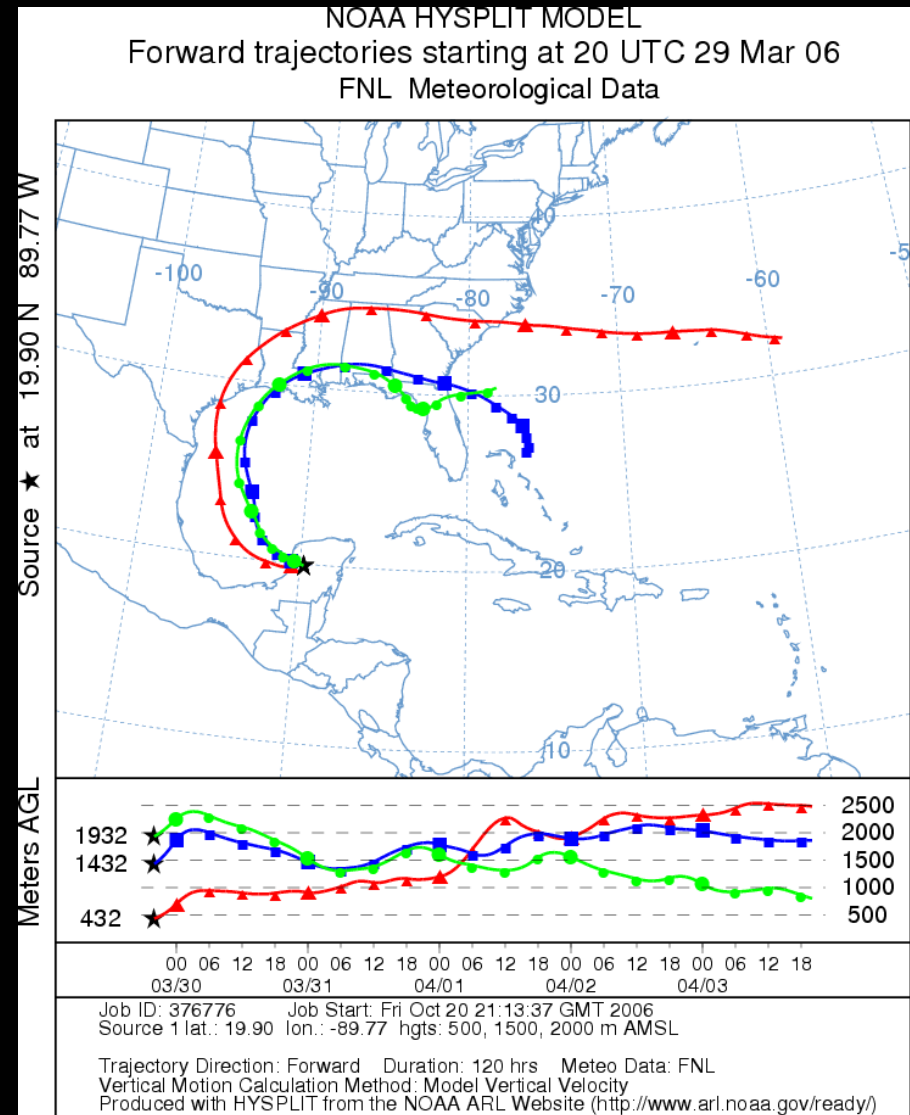 NOAA HYSPLIT MODEL
Forward trajectories starting at 20 UTC 29 Mar 06
FNL Meteorological Data
Source ★ at 19.90 N 89.77 W
-100
-90
-80
-70
-60
-5
40
30
20
10
Meters AGL
1932
1432
432
2500
2000
1500
1000
500
00 06 12 18 00 06 12 18 00 06 12 18 00 06 12 18 00 06 12 18
03/30 03/31 04/01 04/02 04/03
Job ID: 376776 Job Start: Fri Oct 20 21:13:37 GMT 2006
Source 1 lat.: 19.90 lon.: -89.77 hgts: 500, 1500, 2000 m AMSL
Trajectory Direction: Forward Duration: 120 hrs Meteo Data: FNL
Vertical Motion Calculation Method: Model Vertical Velocity
Produced with HYSPLIT from the NOAA ARL Website (http://www.arl.noaa.gov/ready/)